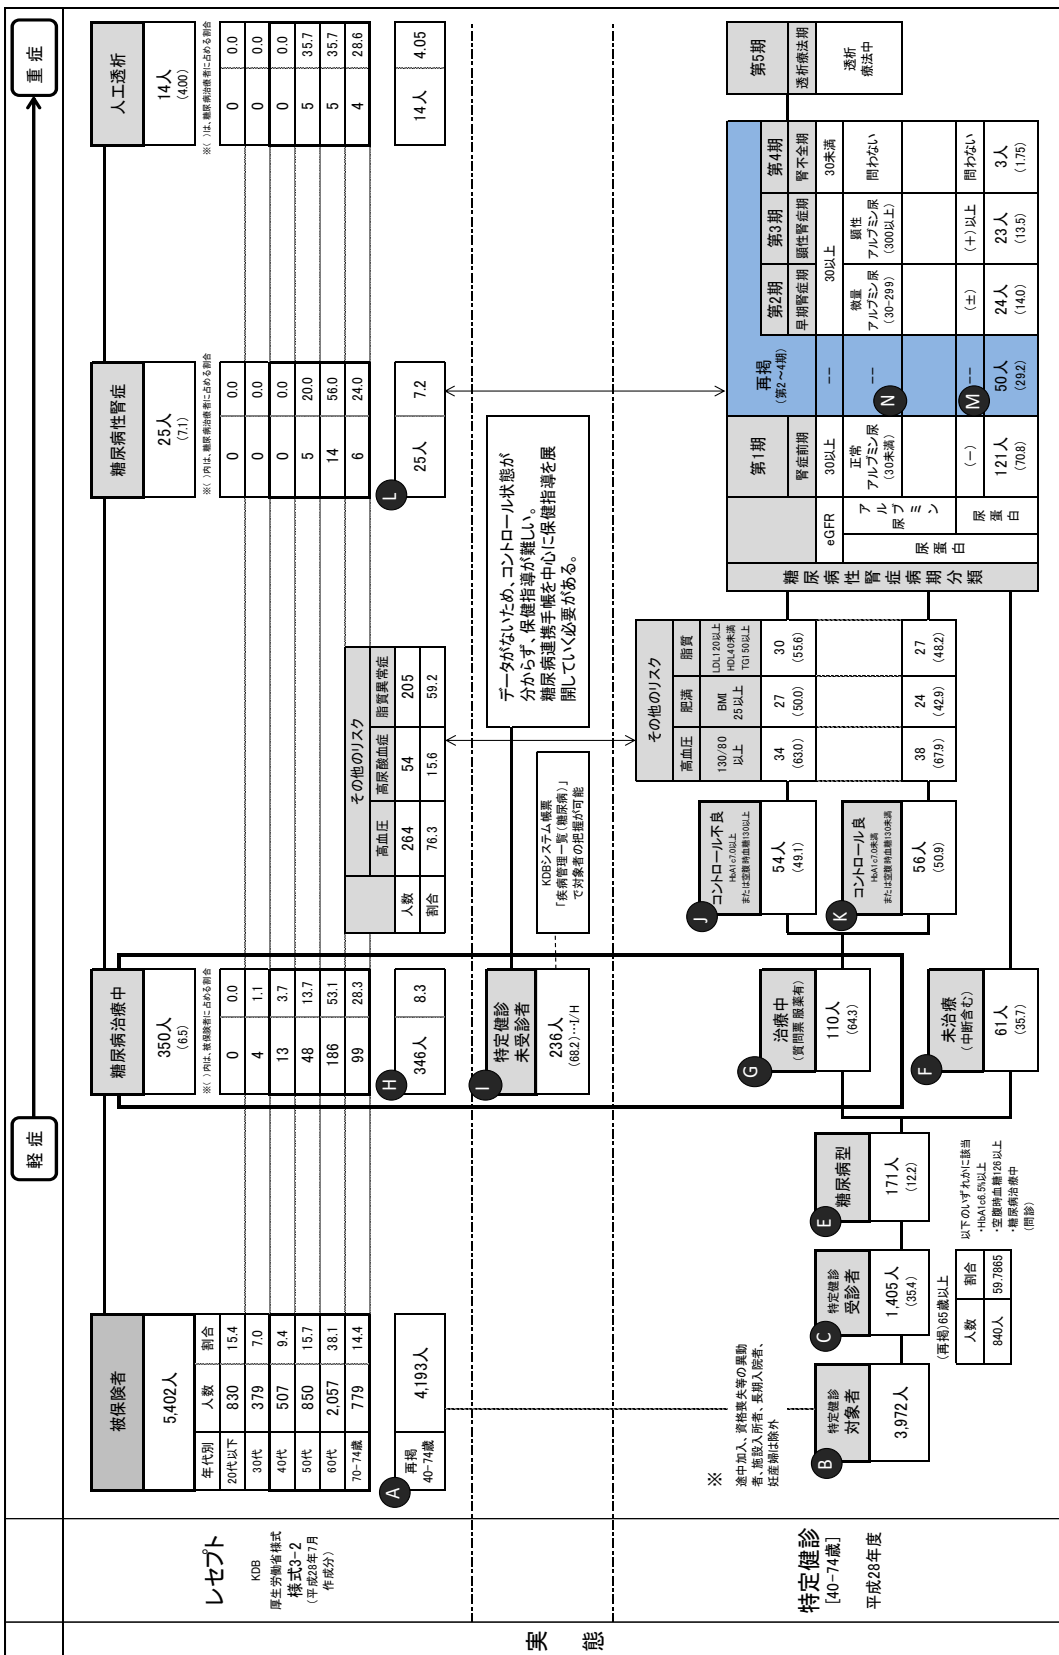 軽症
重症
実態
レセプト
KDB
厚生労働省様式
様式3-2
(平成28年7月
作成分)
被保険者
5,402人
年代別 人数 割合
20代以下 830 15.4
30代 379 7.0
40代 507 9.4
50代 850 15.7
60代 2,057 38.1
70-74歳 779 14.4
A
再掲
40-74歳
4,193人
糖尿病治療中
350人
(6.5)
※( )内は、被保険者に占める割合
0 0.0
4 1.1
13 3.7
48 13.7
186 53.1
99 28.3
H
346人 8.3
その他のリスク
高血圧 高尿酸血症 脂質異常症
人数 264 54 205
割合 76.3 15.6 59.2
糖尿病性腎症
25人
(7.1)
※( )内は、糖尿病治療者に占める割合
0 0.0
0 0.0
0 0.0
5 20.0
14 56.0
6 24.0
L
25人 7.2
人工透析
14人
(4.00)
※( )は、糖尿病治療者に占める割合
0 0.0
0 0.0
0 0.0
5 35.7
5 35.7
4 28.6
14人 4.05
I
特定健診
未受診者
236人
(68.2)…I/H
KDBシステム帳票
「疾病管理一覧(糖尿病)」
で対象者の把握が可能
データがないため、コントロール状態が
分からず、保健指導が難しい。
糖尿病連携手帳を中心に保健指導を展
開していく必要がある。
特定健診
[40-74歳]
平成28年度
※
途中加入、資格喪失等の異動
者、施設入所者、長期入院者、
妊産婦は除外
B
特定健診
対象者
3,972人
C
特定健診
受診者
1,405人
(35.4)
(再掲)65歳以上
人数 割合
840人 59.7865
E
糖尿病型
171人
(12.2)
以下のいずれかに該当
・HbA1c6.5%以上
・空腹時血糖126以上
・糖尿病治療中
(問診)
G
治療中
(質問票 服薬有)
110人
(64.3)
F
未治療
(中断含む)
61人
(35.7)
J
コントロール不良
HbA1c7.0以上
または空腹時血糖130以上
54人
(49.1)
K
コントロール良
HbA1c7.0未満
または空腹時血糖130未満
56人
(50.9)
その他のリスク
高血圧 肥満 脂質
130/80
以上
BMI
25以上
LDL120以上
HDL40未満
TG150以上
34
(63.0)
27
(50.0)
30
(55.6)
38
(67.9)
24
(42.9)
27
(48.2)
糖尿病性腎症病期分類
第1期
再掲
(第2~4期)
第2期 第3期 第4期 第5期
腎症前期 早期腎症期 顕性腎症期 腎不全期 透析療法期
eGFR 30以上 -- 30以上 30未満
透析
療法中
尿蛋白
尿アルブミン
正常
アルブミン尿
(30未満)
--
N
微量
アルブミン尿
(30-299)
顕性
アルブミン尿
(300以上)
問わない
尿蛋白
(-) -- (±) (+)以上 問わない
M
121人
(70.8)
50人
(29.2)
24人
(14.0)
23人
(13.5)
3人
(1.75)